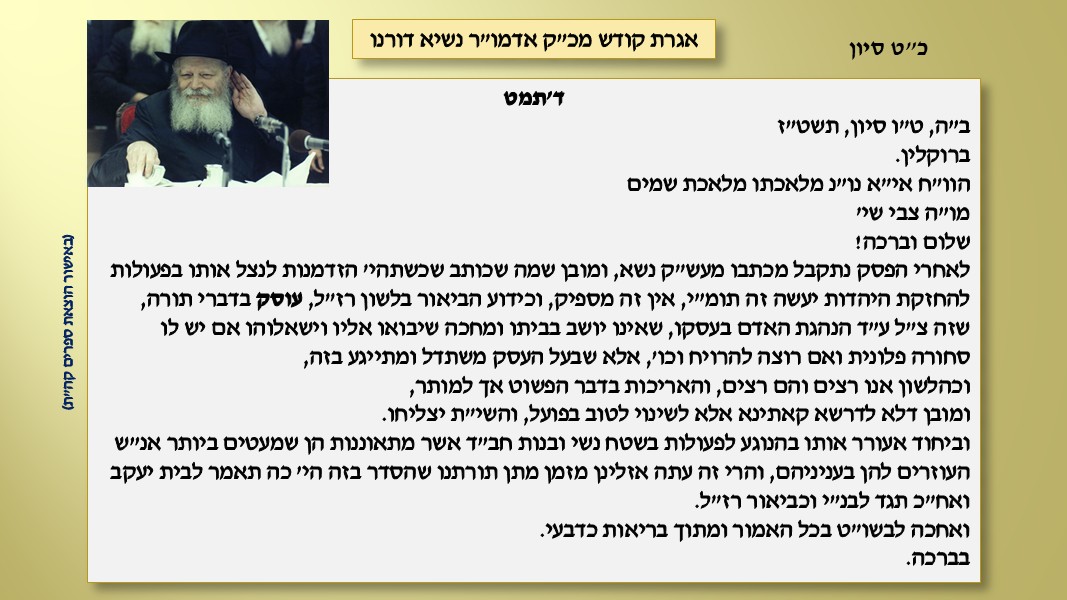 כ״ט סיון
אגרת קודש מכ״ק אדמו״ר נשיא דורנו
ד׳תמט
ב״ה, ט״ו סיון, תשט״ז
ברוקלין.
הוו״ח אי״א נו״נ מלאכתו מלאכת שמים
מו״ה צבי שי׳
שלום וברכה!
לאחרי הפסק נתקבל מכתבו מעש״ק נשא, ומובן שמה שכותב שכשתהי׳ הזדמנות לנצל אותו בפעולות
להחזקת היהדות יעשה זה תומ״י, אין זה מספיק, וכידוע הביאור בלשון רז״ל, עוסק בדברי תורה,
שזה צ״ל ע״ד הנהגת האדם בעסקו, שאינו יושב בביתו ומחכה שיבואו אליו וישאלוהו אם יש לו
סחורה פלונית ואם רוצה להרויח וכו׳, אלא שבעל העסק משתדל ומתייגע בזה,
וכהלשון אנו רצים והם רצים, והאריכות בדבר הפשוט אך למותר,
ומובן דלא לדרשא קאתינא אלא לשינוי לטוב בפועל, והשי״ת יצליחו.
וביחוד אעורר אותו בהנוגע לפעולות בשטח נשי ובנות חב״ד אשר מתאוננות הן שמעטים ביותר אנ״ש
העוזרים להן בעניניהם, והרי זה עתה אזלינן מזמן מתן תורתנו שהסדר בזה הי׳ כה תאמר לבית יעקב
ואח״כ תגד לבנ״י וכביאור רז״ל.
ואחכה לבשו״ט בכל האמור ומתוך בריאות כדבעי.
בברכה.
(באישור הוצאת ספרים קה״ת)